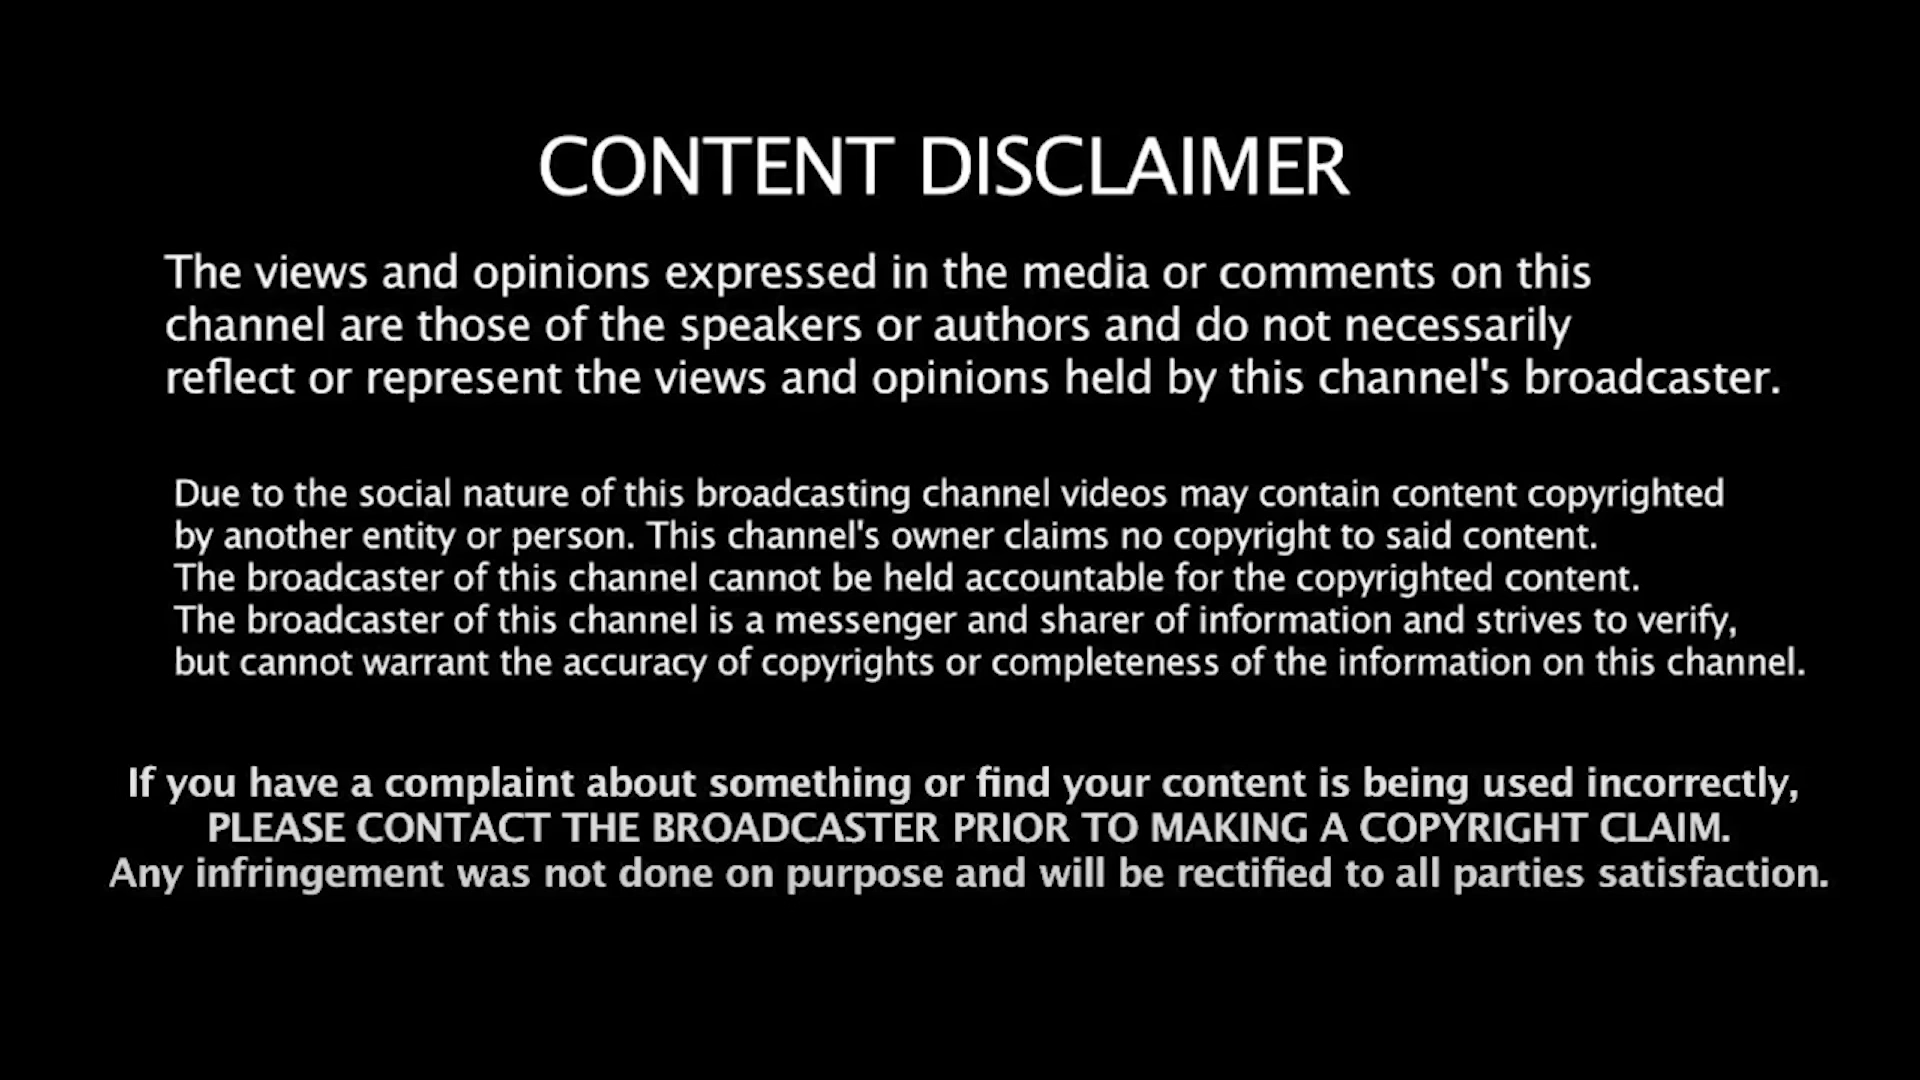 CONTENT DISCLAIMER
The views and opinions expressed in the media or comments on this
channel are those of the speakers or authors and do not necessarily
reflect or represent the views and opinions held by this channel's broadcaster.
Due to the social nature of this broadcasting channel videos may contain content copyrighted
by another entity or person. This channel's owner claims no copyright to said content.
The broadcaster of this channel cannot be held accountable for the copyrighted content.
The broadcaster of this channel is a messenger and sharer of information and strives to verify,
but cannot warrant the accuracy of copyrights or completeness of the information on this channel.
If you have a complaint about something or find your content is being used incorrectly,
PLEASE CONTACT THE BROADCASTER PRIOR TO MAKING A COPYRIGHT CLAIM.
Any infringement was not done on purpose and will be rectified to all parties satisfaction.